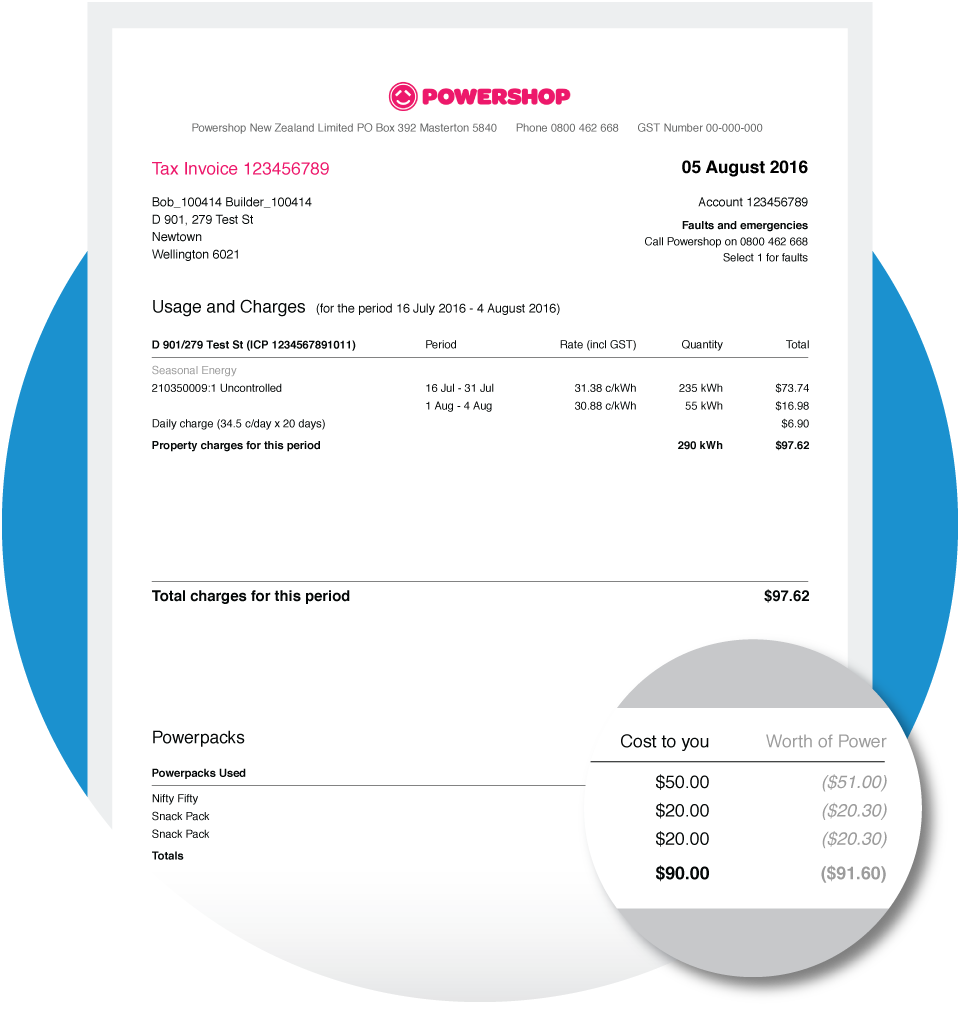 POWERSHOP
Powershop New Zealand Limited PO Box 392 Masterton 5840 Phone 0800 462 668 GST Number 00-000-000
Tax Invoice 123456789 05 August 2016
Bob_100414 Builder_100414 Account 123456789
D 901, 279 Test St
Newtown
Wellington 6021
Faults and emergencies
Call Powershop on 0800 462 668
Select 1 for faults
Usage and Charges (for the period 16 July 2016 - 4 August 2016)
D 901/279 Test St (ICP 1234567891011) Period Rate (incl GST) Quantity Total
Seasonal Energy
210350009:1 Uncontrolled 16 Jul - 31 Jul 31.38 c/kWh 235 kWh $73.74
1 Aug - 4 Aug 30.88 c/kWh 55 kWh $16.98
Daily charge (34.5 c/day x 20 days) $6.90
Property charges for this period 290 kWh $97.62
Total charges for this period $97.62
Powerpacks
Powerpacks Used Cost to you Worth of Power
Nifty Fifty $50.00 ($51.00)
Snack Pack $20.00 ($20.30)
Snack Pack $20.00 ($20.30)
Totals $90.00 ($91.60)